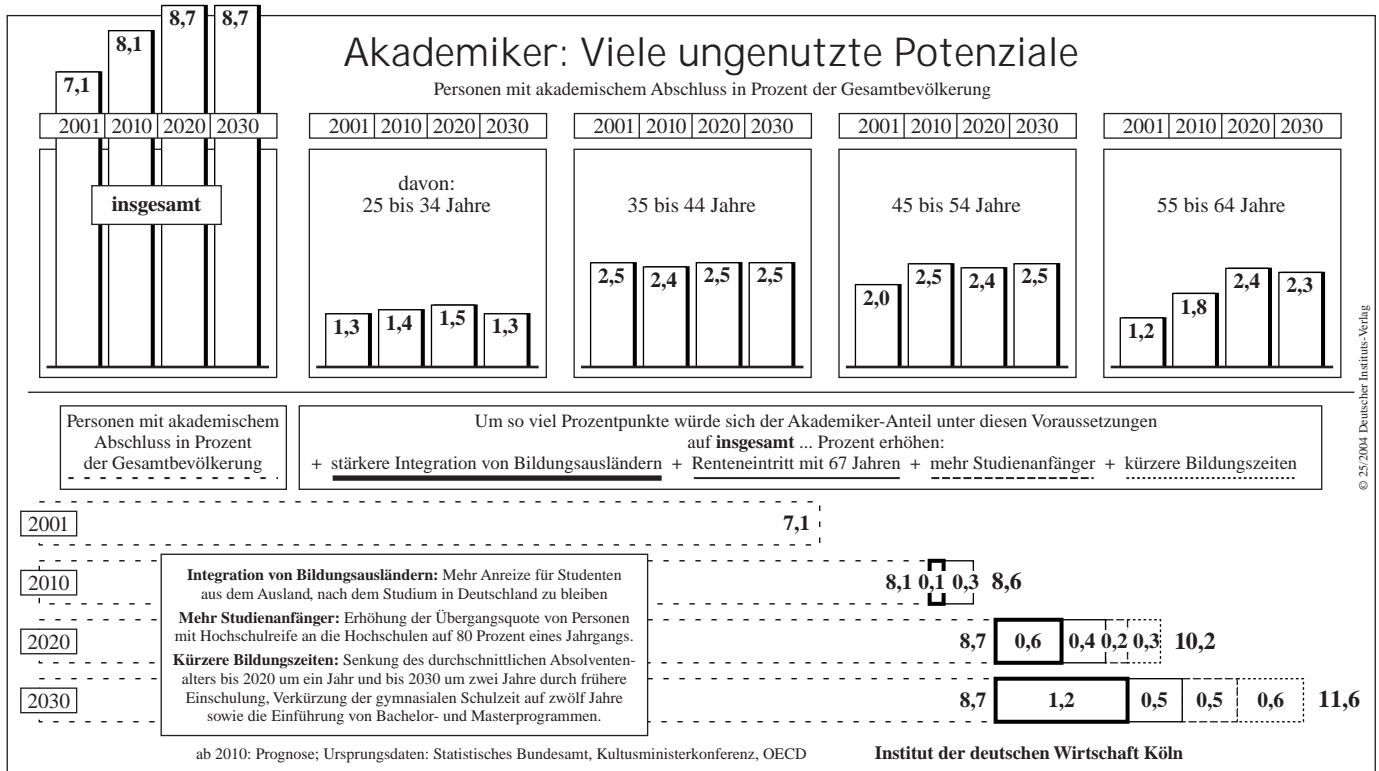 Akademiker: Viele ungenutzte Potenziale
Personen mit akademischem Abschluss in Prozent der Gesamtbevölkerung
7,1 8,1 8,7 8,7
2001 2010 2020 2030
insgesamt
2001 2010 2020 2030
davon:
25 bis 34 Jahre
1,3 1,4 1,5 1,3
2001 2010 2020 2030
35 bis 44 Jahre
2,5 2,4 2,5 2,5
2001 2010 2020 2030
45 bis 54 Jahre
2,0 2,5 2,4 2,5
2001 2010 2020 2030
55 bis 64 Jahre
1,2 1,8 2,4 2,3
© 25/2004 Deutscher Instituts-Verlag
Personen mit akademischem
Abschluss in Prozent
der Gesamtbevölkerung
Um so viel Prozentpunkte würde sich der Akademiker-Anteil unter diesen Voraussetzungen
auf insgesamt ... Prozent erhöhen:
+ stärkere Integration von Bildungsausländern + Renteneintritt mit 67 Jahren + mehr Studienanfänger + kürzere Bildungszeiten
2001 7,1
2010 8,1 0,1 0,3 8,6
2020 8,7 0,6 0,4 0,2 0,3 10,2
2030 8,7 1,2 0,5 0,5 0,6 11,6
Integration von Bildungsausländern: Mehr Anreize für Studenten
aus dem Ausland, nach dem Studium in Deutschland zu bleiben
Mehr Studienanfänger: Erhöhung der Übergangsquote von Personen
mit Hochschulreife an die Hochschulen auf 80 Prozent eines Jahrgangs.
Kürzere Bildungszeiten: Senkung des durchschnittlichen Absolventen-
alters bis 2020 um ein Jahr und bis 2030 um zwei Jahre durch frühere
Einschulung, Verkürzung der gymnasialen Schulzeit auf zwölf Jahre
sowie die Einführung von Bachelor- und Masterprogrammen.
ab 2010: Prognose; Ursprungsdaten: Statistisches Bundesamt, Kultusministerkonferenz, OECD
Institut der deutschen Wirtschaft Köln